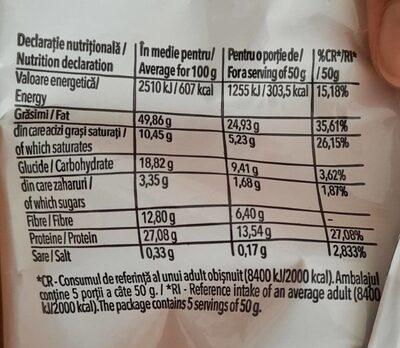 Declarație nutrițională / În medie pentru/ Pentru o porție de / %CR*/RI*
Nutrition declaration Average for 100 g For a serving of 50 g / 50g
Valoare energetică/ 2510 kJ / 607 kcal 1255 kJ / 303,5 kcal 15,18%
Energy
Grăsimi / Fat 49,86 g 24,93 g 35,61%
din care acizi grași saturați / 10,45 g 5,23 g 26,15%
of which saturates
Glucide / Carbohydrate 18,82 g 9,41 g 3,62%
din care zaharuri / 3,35 g 1,68 g 1,87%
of which sugars
Fibre / Fibre 12,80 g 6,40 g –
Proteine / Protein 27,08 g 13,54 g 27,08%
Sare / Salt 0,33 g 0,17 g 2,833%
*CR - Consumul de referință al unui adult obișnuit (8400 kJ/2000 kcal). Ambalajul
conține 5 porții a câte 50 g. / *RI - Reference intake of an average adult (8400
kJ/2000 kcal). The package contains 5 servings of 50 g.